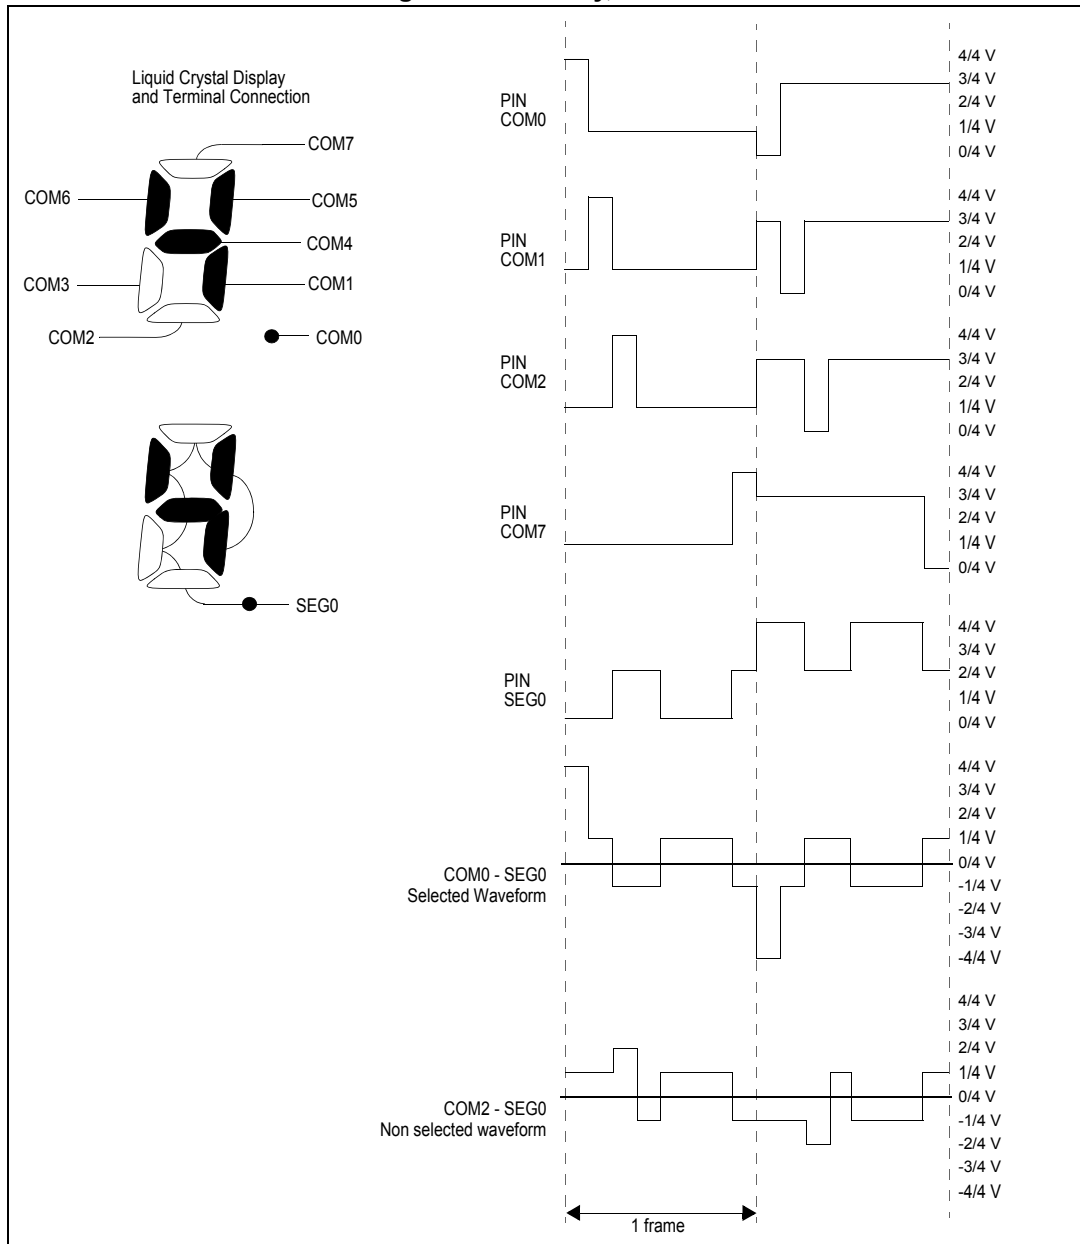 Liquid Crystal Display
and Terminal Connection
COM7
COM6
COM5
COM4
COM3
COM1
COM2
COM0
SEG0
PIN
COM0
4/4 V
3/4 V
2/4 V
1/4 V
0/4 V
PIN
COM1
4/4 V
3/4 V
2/4 V
1/4 V
0/4 V
PIN
COM2
4/4 V
3/4 V
2/4 V
1/4 V
0/4 V
PIN
COM7
4/4 V
3/4 V
2/4 V
1/4 V
0/4 V
PIN
SEG0
4/4 V
3/4 V
2/4 V
1/4 V
0/4 V
COM0 - SEG0
Selected Waveform
4/4 V
3/4 V
2/4 V
1/4 V
0/4 V
-1/4 V
-2/4 V
-3/4 V
-4/4 V
COM2 - SEG0
Non selected waveform
4/4 V
3/4 V
2/4 V
1/4 V
0/4 V
-1/4 V
-2/4 V
-3/4 V
-4/4 V
1 frame